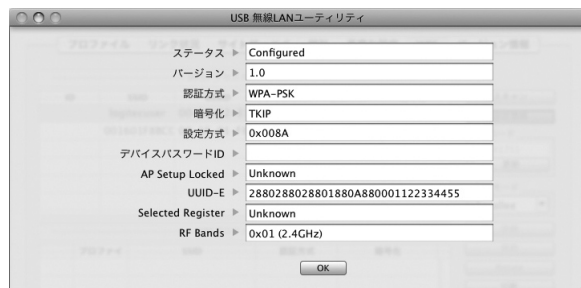 USB 無線LANユーティリティ
ステータス ▶ Configured
バージョン ▶ 1.0
認証方式 ▶ WPA-PSK
暗号化 ▶ TKIP
設定方式 ▶ 0x008A
デバイスパスワードID ▶
AP Setup Locked ▶ Unknown
UUID-E ▶ 2880288028801880A880001122334455
Selected Register ▶ Unknown
RF Bands ▶ 0x01 (2.4GHz)
OK